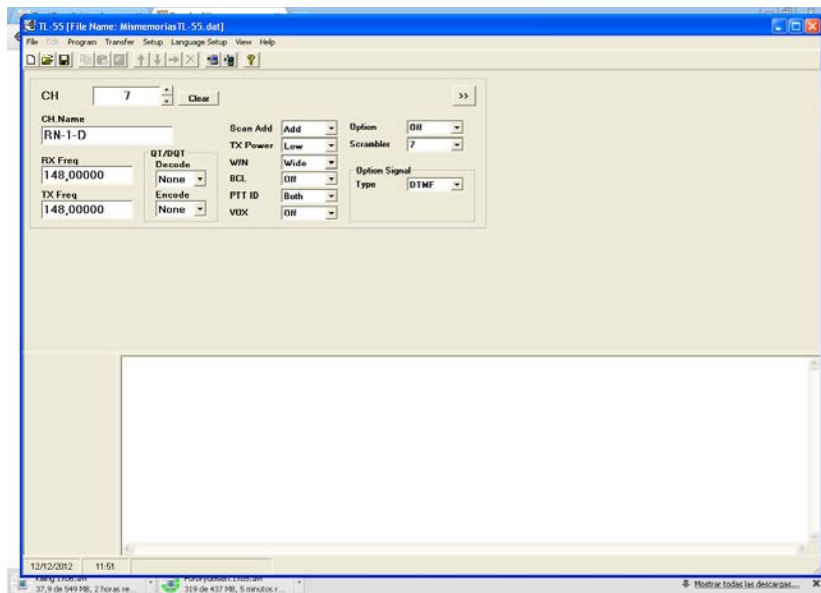 TL-55 [File Name: MismemoriasTL-55.dat]
File Edit Program Transfer Setup Language Setup View Help
CH 7 Clear >>
CH.Name
RN-1-D
RX Freq
148,00000
TX Freq
148,00000
QT/DQT
Decode
None
Encode
None
Scan Add Add
TX Power Low
W/N Wide
BCL Off
PTT ID Both
VOX Off
Option Off
Scrambler 7
Option Signal
Type DTMF
12/12/2012 11:51
37,9 de 549 MB, 2 horas re...
319 de 437 MB, 5 minutos r...
Mostrar todas las descargas...